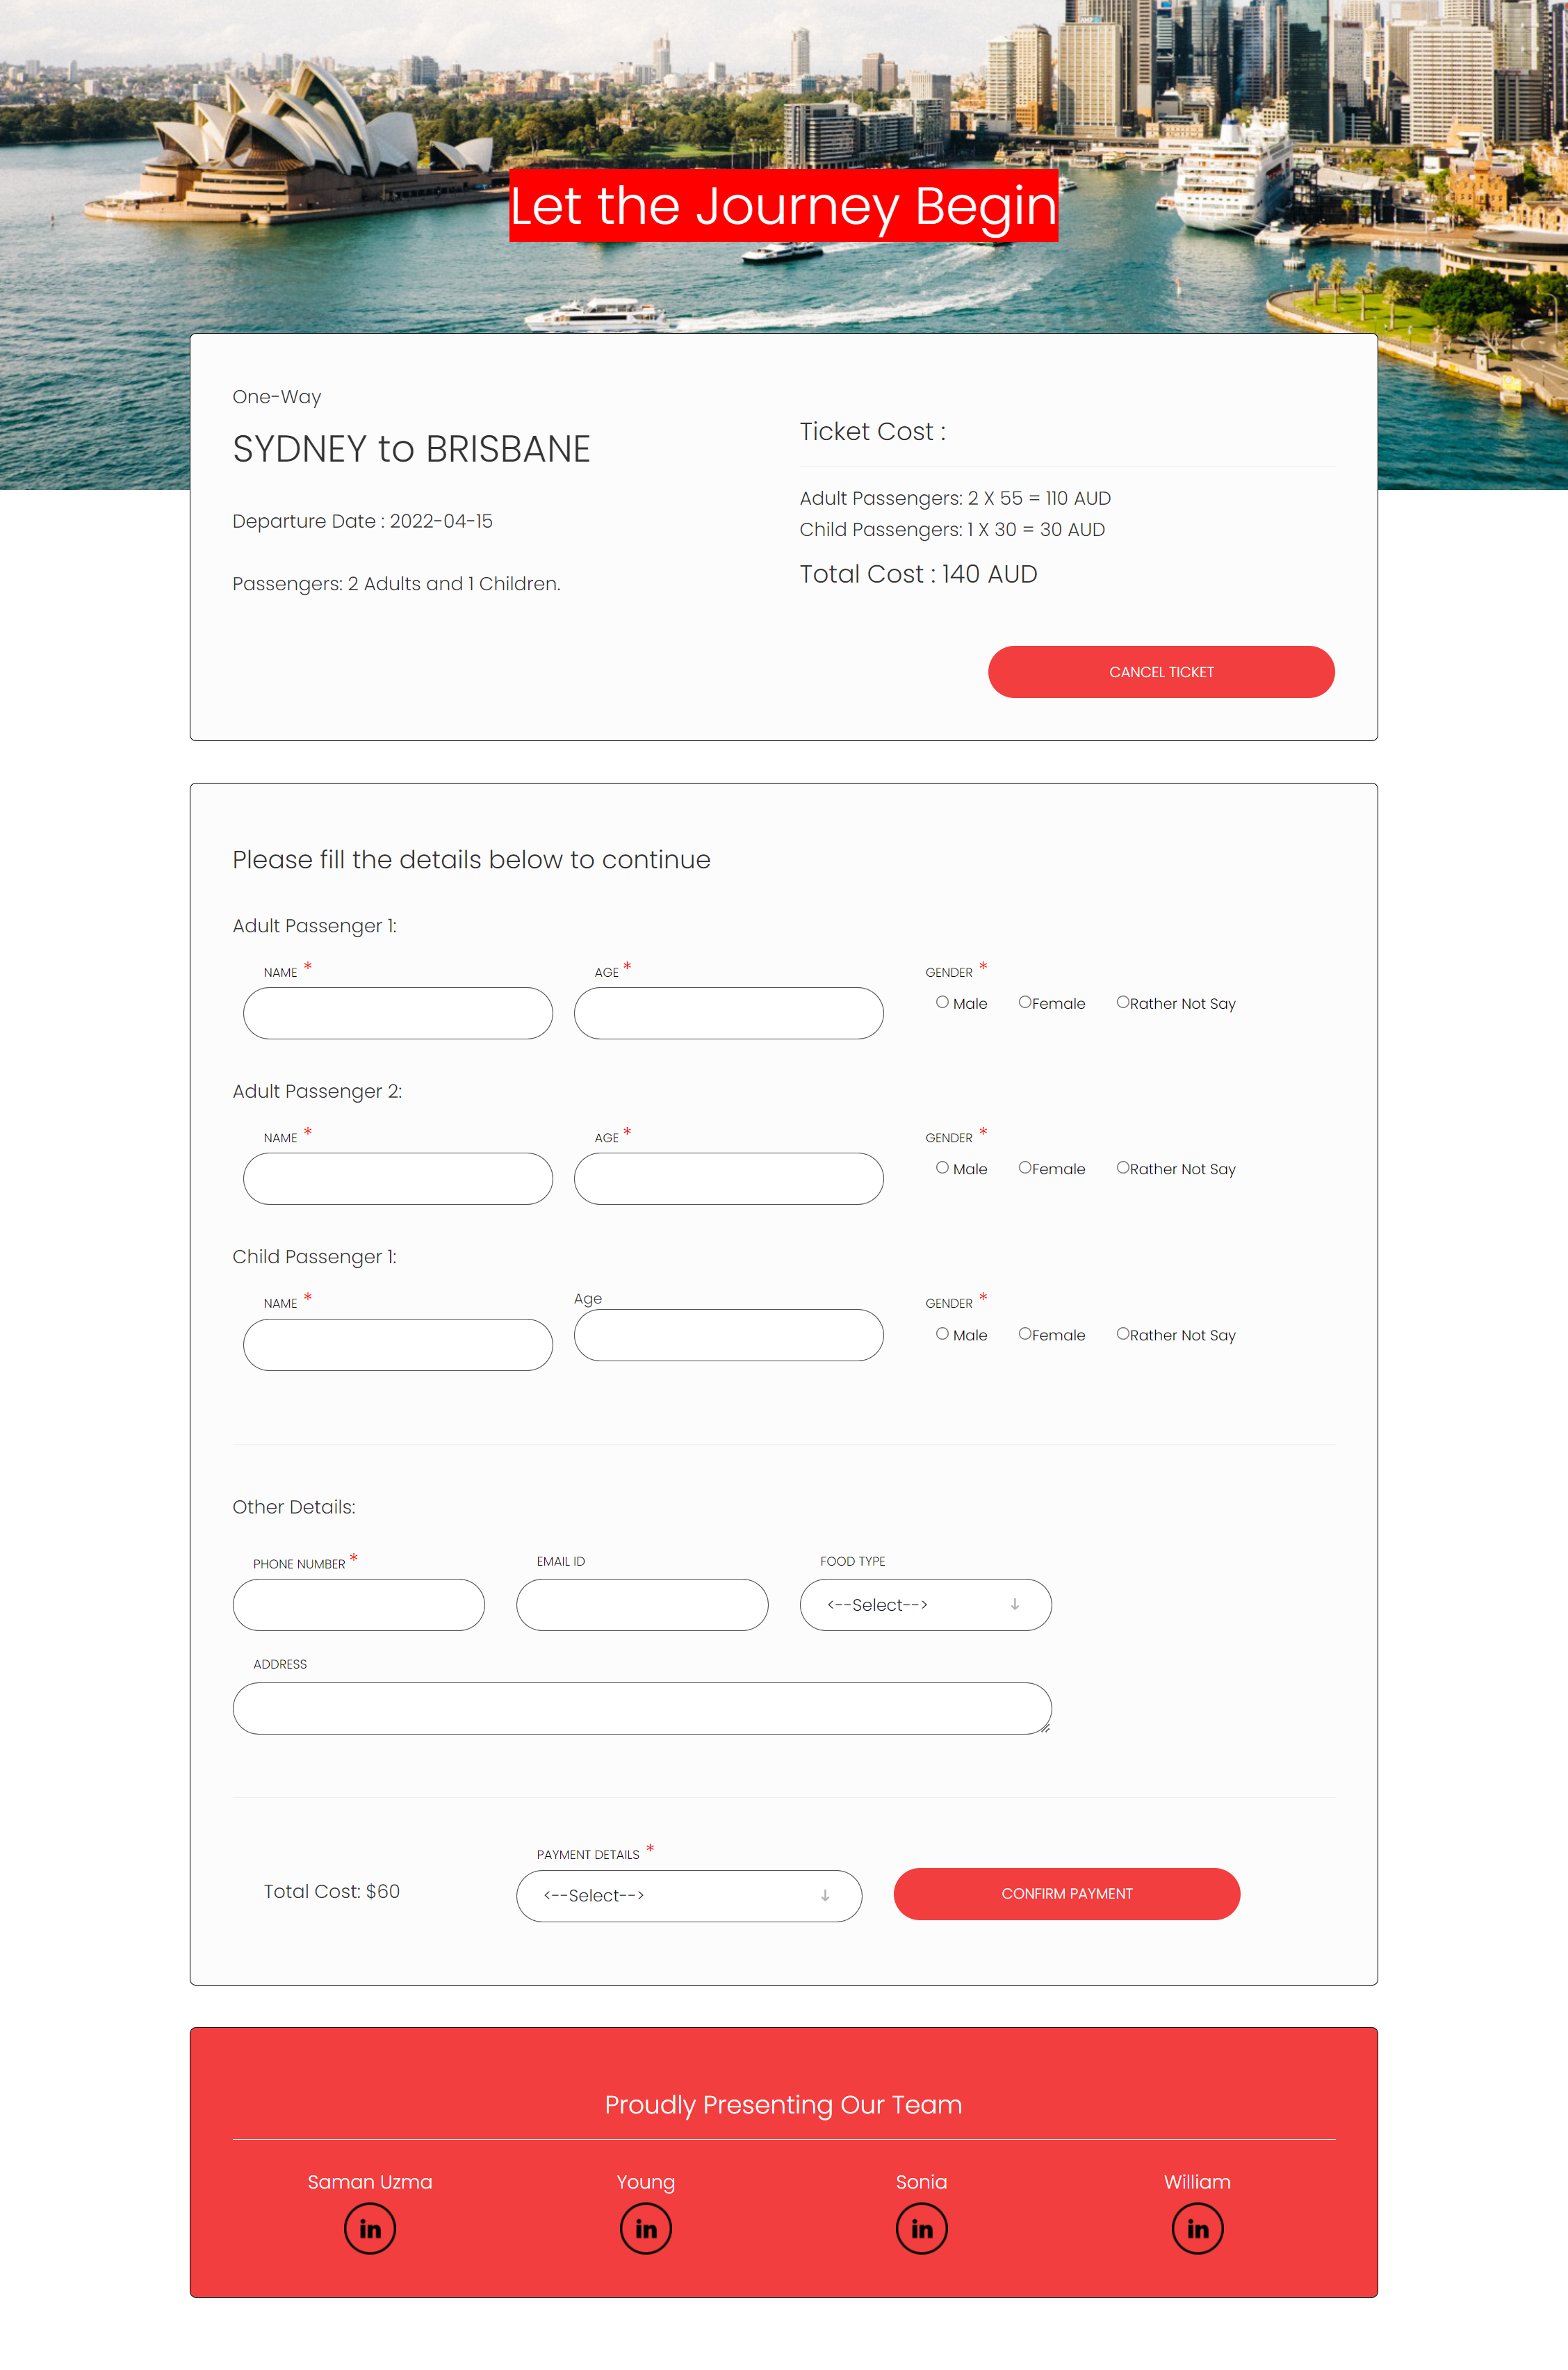 Let the Journey Begin
One-Way
SYDNEY to BRISBANE
Departure Date : 2022-04-15
Passengers: 2 Adults and 1 Children.
Ticket Cost :
Adult Passengers: 2 X 55 = 110 AUD
Child Passengers: 1 X 30 = 30 AUD
Total Cost : 140 AUD
CANCEL TICKET
Please fill the details below to continue
Adult Passenger 1:
NAME * AGE * GENDER *
Male Female Rather Not Say
Adult Passenger 2:
NAME * AGE * GENDER *
Male Female Rather Not Say
Child Passenger 1:
NAME * Age GENDER *
Male Female Rather Not Say
Other Details:
PHONE NUMBER * EMAIL ID FOOD TYPE
<--Select-->
ADDRESS
PAYMENT DETAILS *
Total Cost: $60 <--Select--> CONFIRM PAYMENT
Proudly Presenting Our Team
Saman Uzma Young Sonia William
in in in in